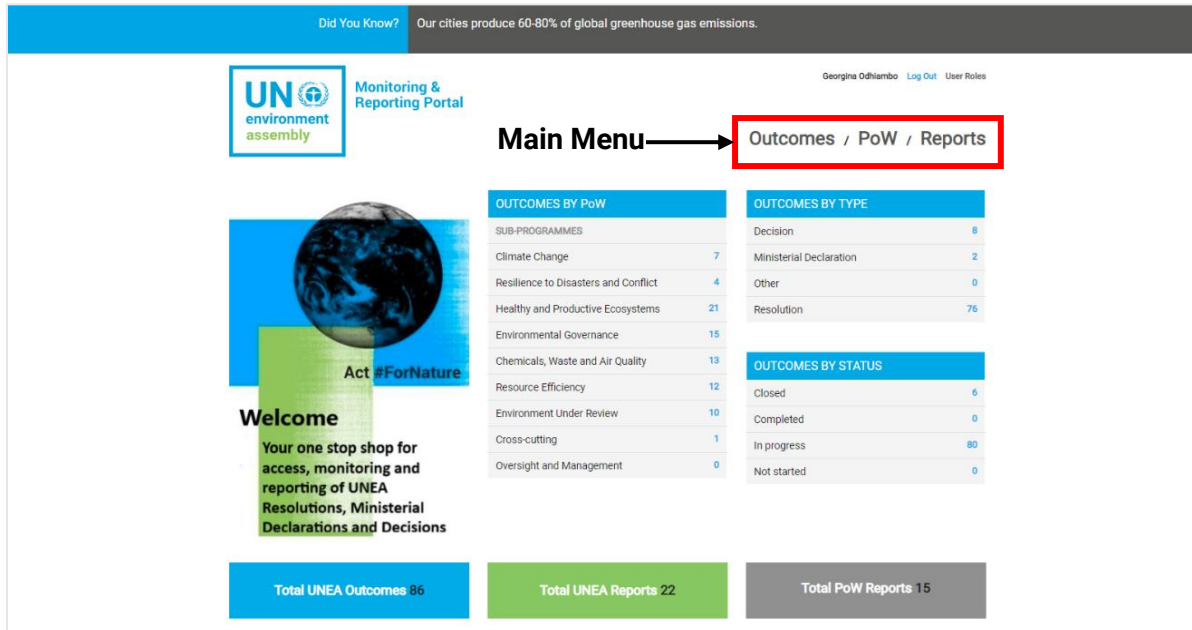 Did You Know? Our cities produce 60-80% of global greenhouse gas emissions.
Georgina Odhiambo Log Out User Roles
UN
environment
assembly
Monitoring &
Reporting Portal
Main Menu
Outcomes / PoW / Reports
Act #ForNature
Welcome
Your one stop shop for
access, monitoring and
reporting of UNEA
Resolutions, Ministerial
Declarations and Decisions
OUTCOMES BY PoW
SUB-PROGRAMMES
Climate Change 7
Resilience to Disasters and Conflict 4
Healthy and Productive Ecosystems 21
Environmental Governance 15
Chemicals, Waste and Air Quality 13
Resource Efficiency 12
Environment Under Review 10
Cross-cutting 1
Oversight and Management 0
OUTCOMES BY TYPE
Decision 8
Ministerial Declaration 2
Other 0
Resolution 76
OUTCOMES BY STATUS
Closed 6
Completed 0
In progress 80
Not started 0
Total UNEA Outcomes 86
Total UNEA Reports 22
Total PoW Reports 15